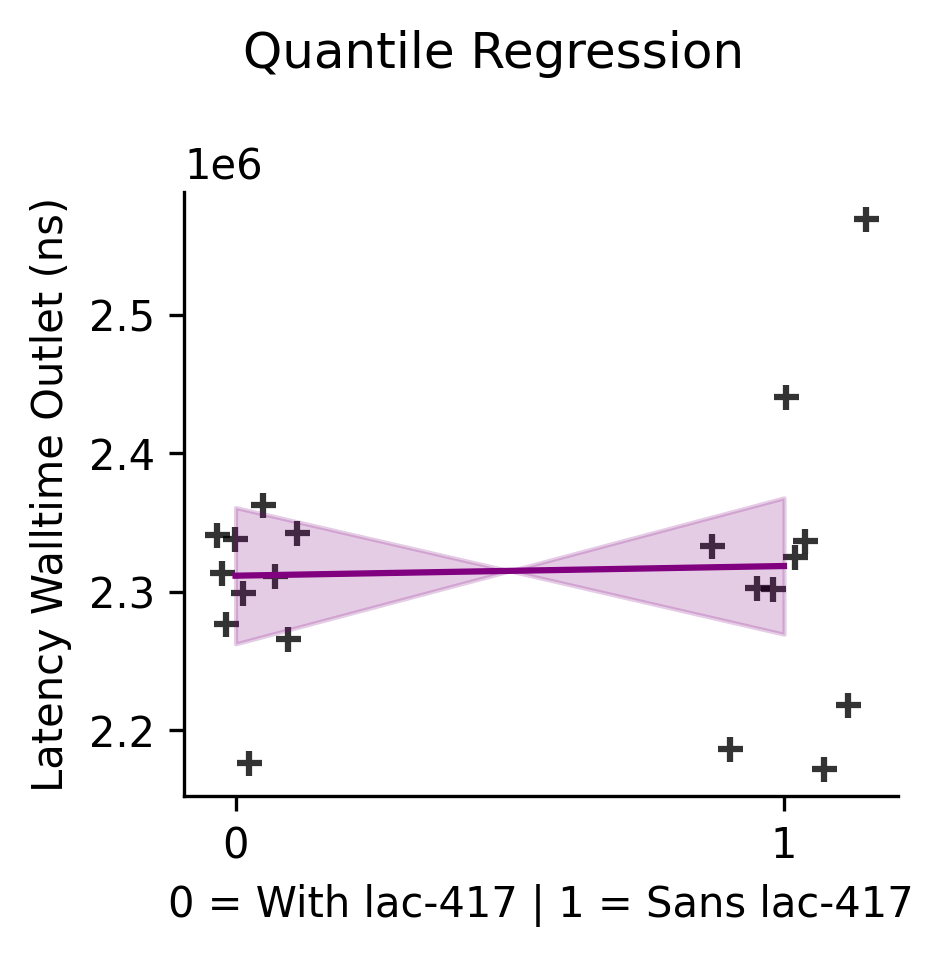 Quantile Regression
1e6
Latency Walltime Outlet (ns)
2.5
2.4
2.3
2.2
0
1
0 = With lac-417 | 1 = Sans lac-417